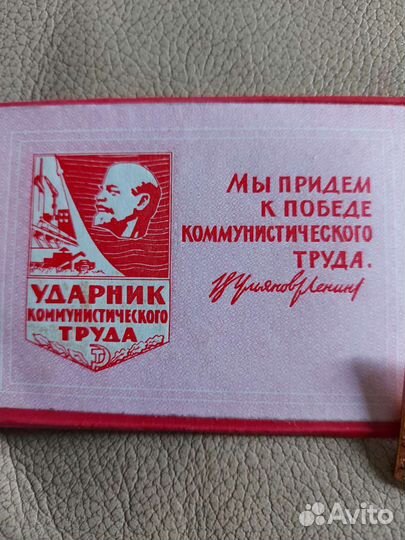 УДАРНИК
КОММУНИСТИЧЕСКОГО
ТРУДА
МЫ ПРИДЕМ
К ПОБЕДЕ
КОММУНИСТИЧЕСКОГО
ТРУДА.
В Ульянов/Ленин
Avito